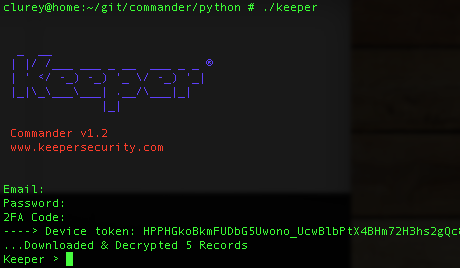 clurey@home:~/git/commander/python # ./keeper
Keeper®
Commander v1.2
www.keepersecurity.com
Email:
Password:
2FA Code:
----> Device token: HPPHGkoBkmFUDbG5Uwono_UcwBlbPtX4BHm72H3hs2gQc
...Downloaded & Decrypted 5 Records
Keeper >